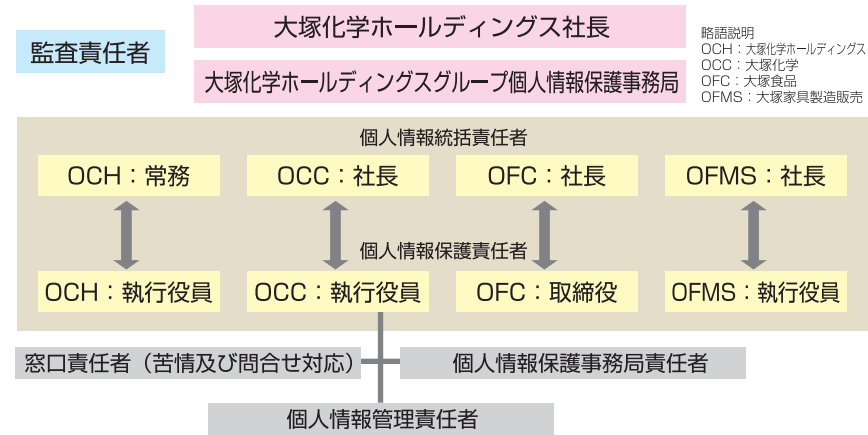 大塚化学ホールディングス社長
監査責任者
大塚化学ホールディングスグループ個人情報保護事務局
略語説明
OCH：大塚化学ホールディングス
OCC：大塚化学
OFC：大塚食品
OFMS：大塚家具製造販売
個人情報統括責任者
OCH：常務
OCC：社長
OFC：社長
OFMS：社長
個人情報保護責任者
OCH：執行役員
OCC：執行役員
OFC：取締役
OFMS：執行役員
窓口責任者（苦情及び問合せ対応）
個人情報保護事務局責任者
個人情報管理責任者